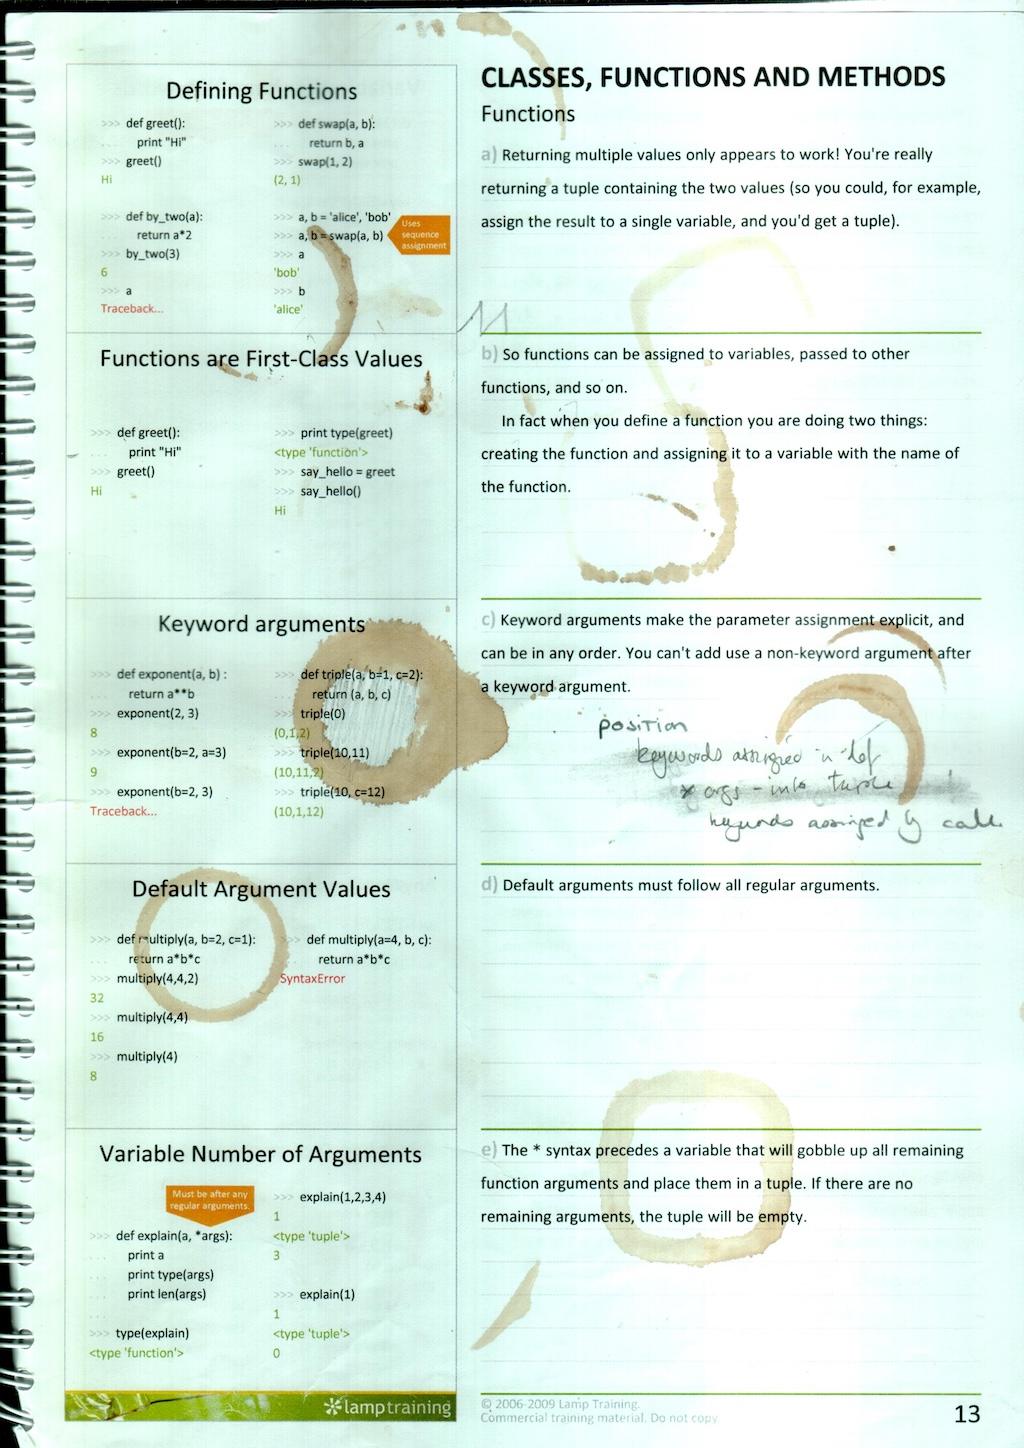 Defining Functions
>>> def greet():
... print "Hi"
>>> greet()
Hi
>>> def by_two(a):
... return a*2
>>> by_two(3)
6
>>> a
Traceback...
>>> def swap(a, b):
... return b, a
>>> swap(1, 2)
(2, 1)
>>> a, b = 'alice', 'bob'
>>> a, b = swap(a, b)
>>> a
'bob'
>>> b
'alice'
Uses
sequence
assignment
Functions are First-Class Values
>>> def greet():
... print "Hi"
>>> greet()
Hi
>>> print type(greet)
<type 'function'>
>>> say_hello = greet
>>> say_hello()
Hi
Keyword arguments
>>> def exponent(a, b) :
... return a**b
>>> exponent(2, 3)
8
>>> exponent(b=2, a=3)
9
>>> exponent(b=2, 3)
Traceback...
>>> def triple(a, b=1, c=2):
... return (a, b, c)
>>> triple(0)
(0,1,2)
>>> triple(10,11)
(10,11,2)
>>> triple(10, c=12)
(10,1,12)
Default Argument Values
>>> def multiply(a, b=2, c=1):
... return a*b*c
>>> multiply(4,4,2)
32
>>> multiply(4,4)
16
>>> multiply(4)
8
>>> def multiply(a=4, b, c):
... return a*b*c
SyntaxError
Variable Number of Arguments
Must be after any
regular arguments.
>>> def explain(a, *args):
... print a
... print type(args)
... print len(args)
>>> type(explain)
<type 'function'>
>>> explain(1,2,3,4)
1
<type 'tuple'>
3
>>> explain(1)
1
<type 'tuple'>
0
lamptraining
CLASSES, FUNCTIONS AND METHODS
Functions
a) Returning multiple values only appears to work! You're really
returning a tuple containing the two values (so you could, for example,
assign the result to a single variable, and you'd get a tuple).
b) So functions can be assigned to variables, passed to other
functions, and so on.
In fact when you define a function you are doing two things:
creating the function and assigning it to a variable with the name of
the function.
c) Keyword arguments make the parameter assignment explicit, and
can be in any order. You can't add use a non-keyword argument after
a keyword argument.
position
keywords assigned in def
* args - into tuple
keywords assigned by call
d) Default arguments must follow all regular arguments.
e) The * syntax precedes a variable that will gobble up all remaining
function arguments and place them in a tuple. If there are no
remaining arguments, the tuple will be empty.
© 2006-2009 Lamp Training.
Commercial training material. Do not copy
13